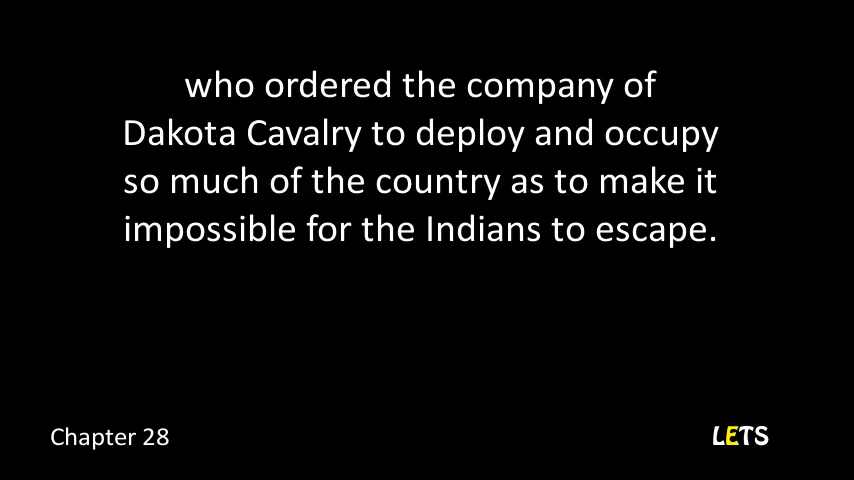 who ordered the company of
Dakota Cavalry to deploy and occupy
so much of the country as to make it
impossible for the Indians to escape.
Chapter 28
LETS